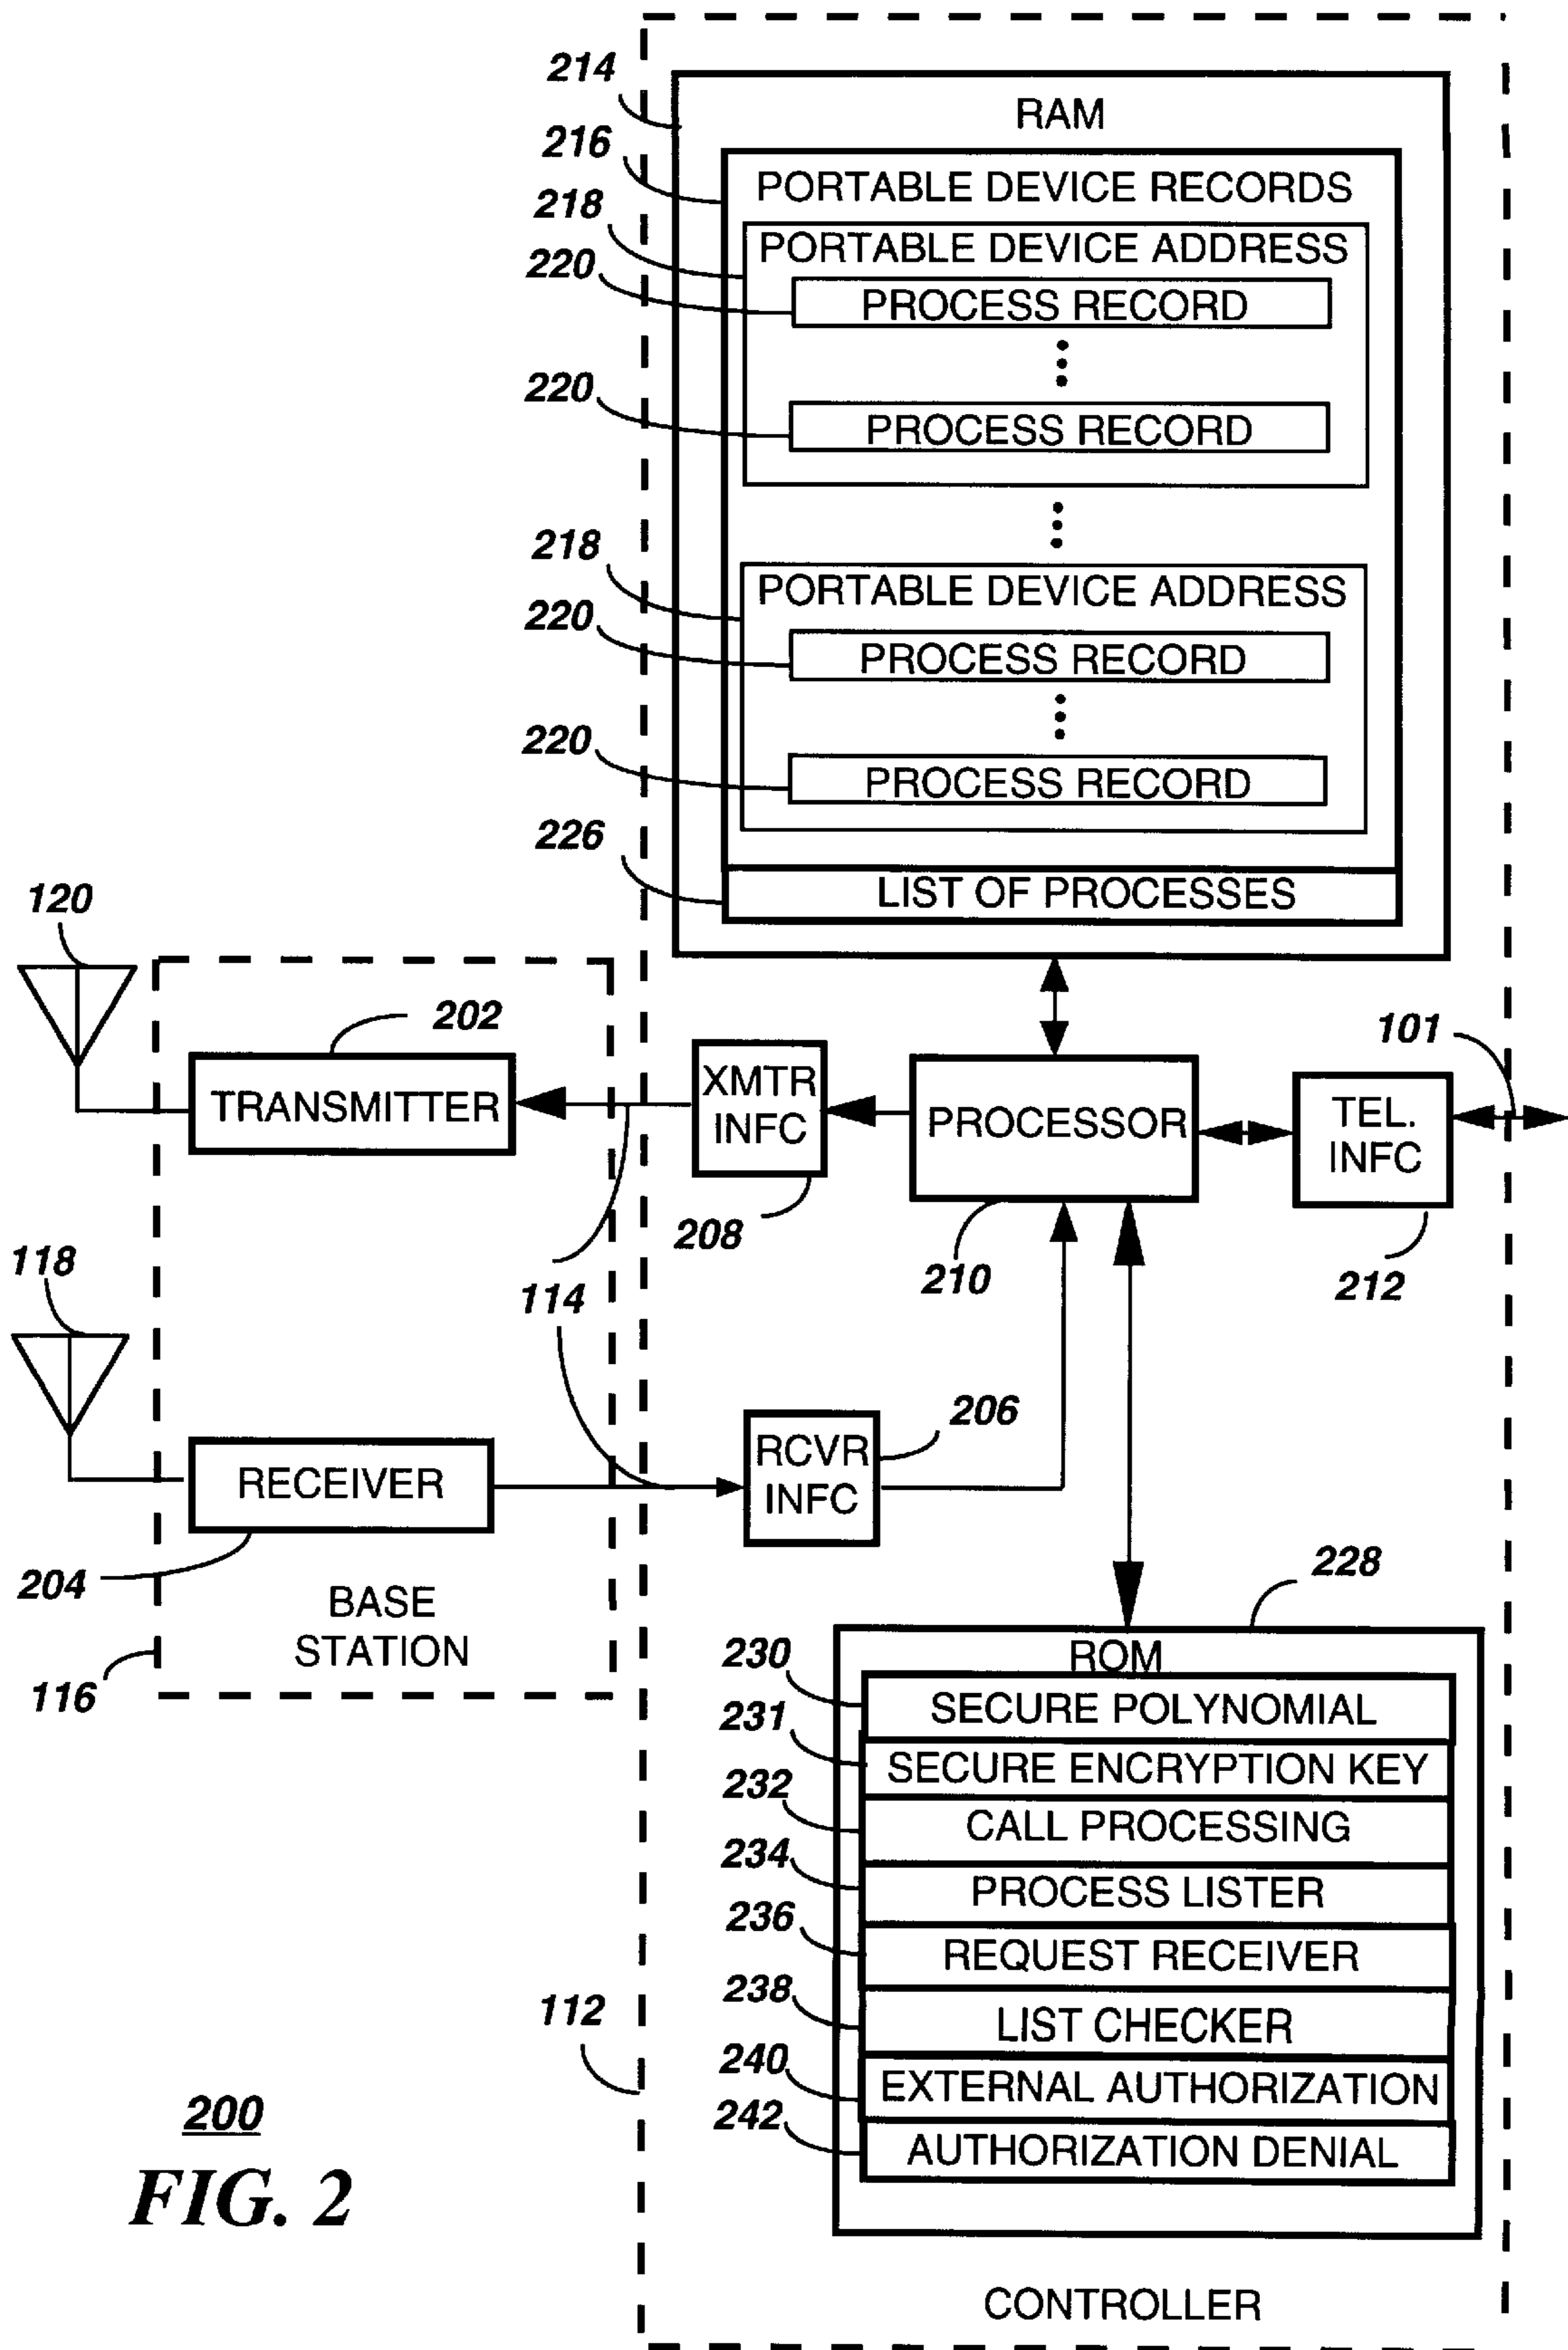 214
RAM
216
PORTABLE DEVICE RECORDS
218
PORTABLE DEVICE ADDRESS
220
PROCESS RECORD
220
PROCESS RECORD
218
PORTABLE DEVICE ADDRESS
220
PROCESS RECORD
220
PROCESS RECORD
226
LIST OF PROCESSES
120
202
TRANSMITTER
XMTR
INFC
208
PROCESSOR
210
101
TEL.
INFC
212
118
114
206
RCVR
INFC
RECEIVER
204
BASE
STATION
116
228
ROM
230
SECURE POLYNOMIAL
231
SECURE ENCRYPTION KEY
232
CALL PROCESSING
234
PROCESS LISTER
236
REQUEST RECEIVER
238
LIST CHECKER
240
EXTERNAL AUTHORIZATION
242
AUTHORIZATION DENIAL
112
CONTROLLER
200
FIG. 2